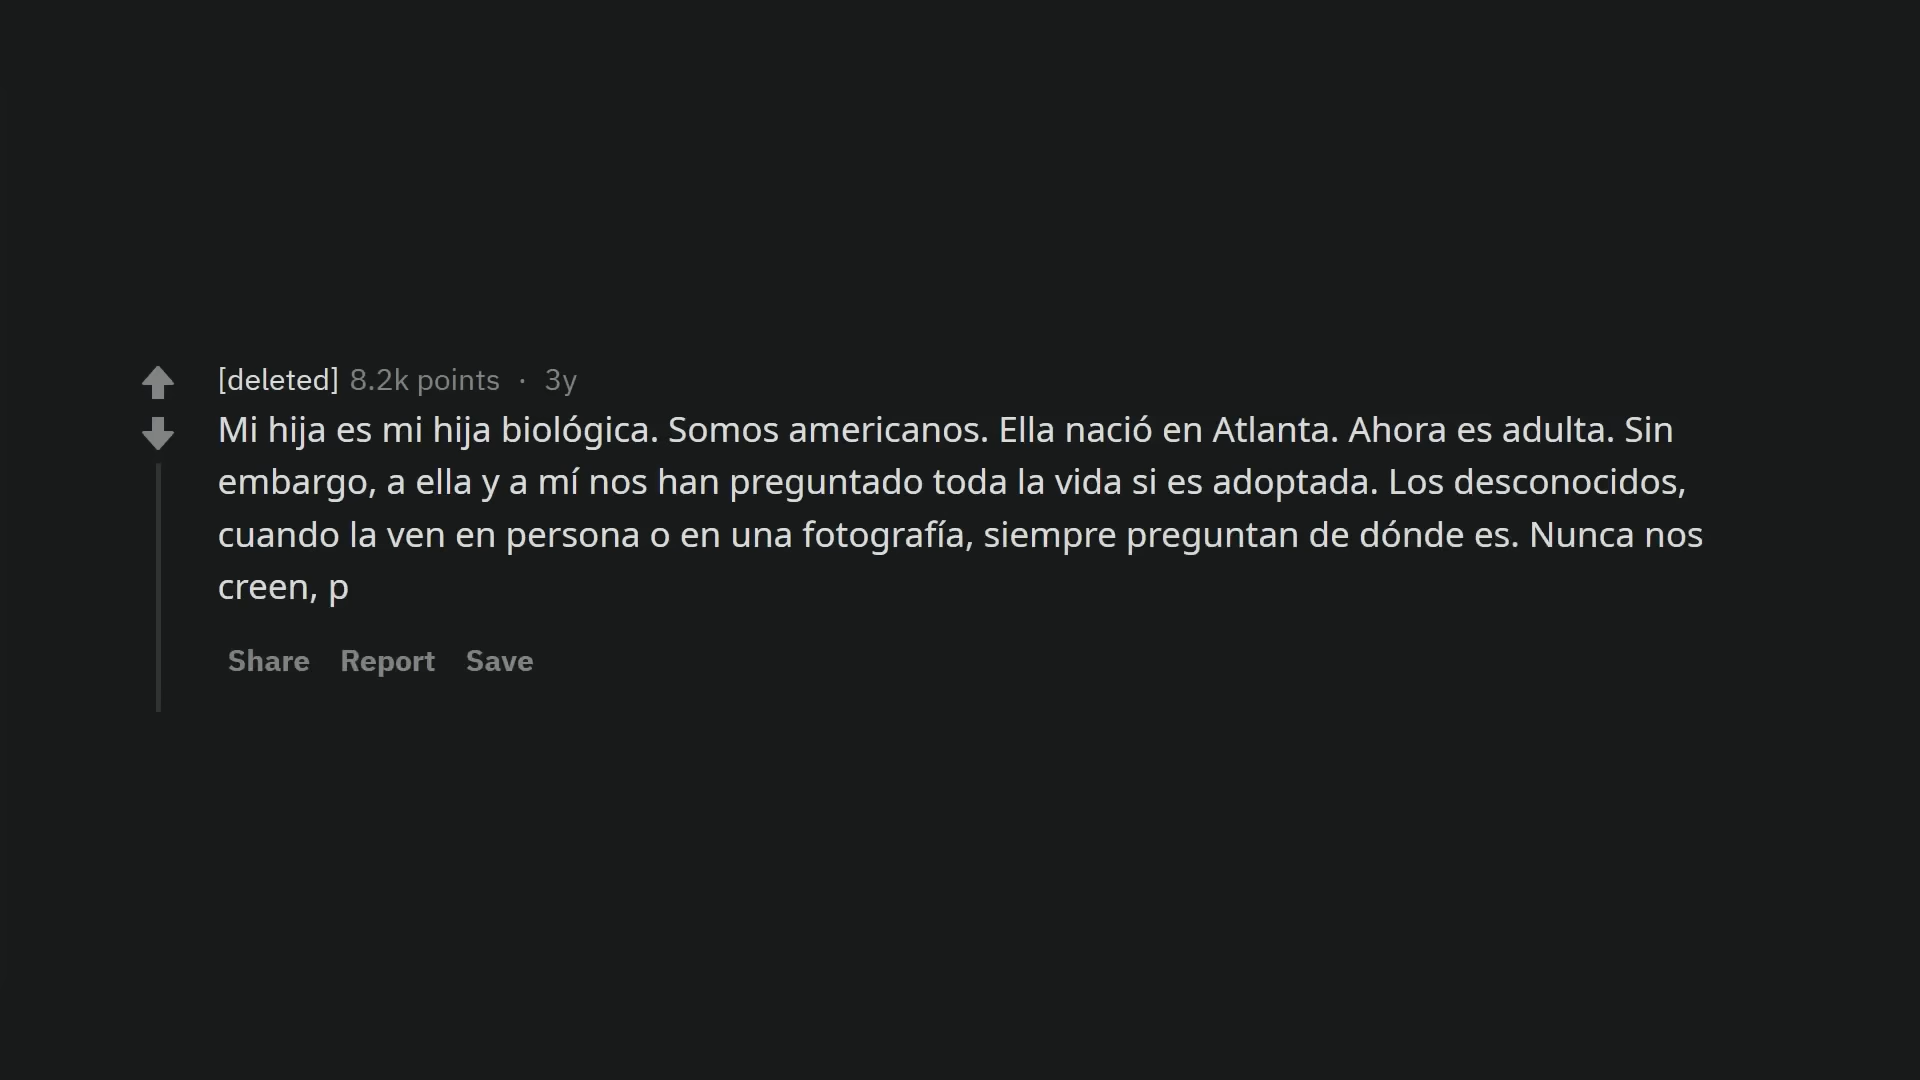 [deleted] 8.2k points · 3y
Mi hija es mi hija biológica. Somos americanos. Ella nació en Atlanta. Ahora es adulta. Sin
embargo, a ella y a mí nos han preguntado toda la vida si es adoptada. Los desconocidos,
cuando la ven en persona o en una fotografía, siempre preguntan de dónde es. Nunca nos
creen, p
Share Report Save